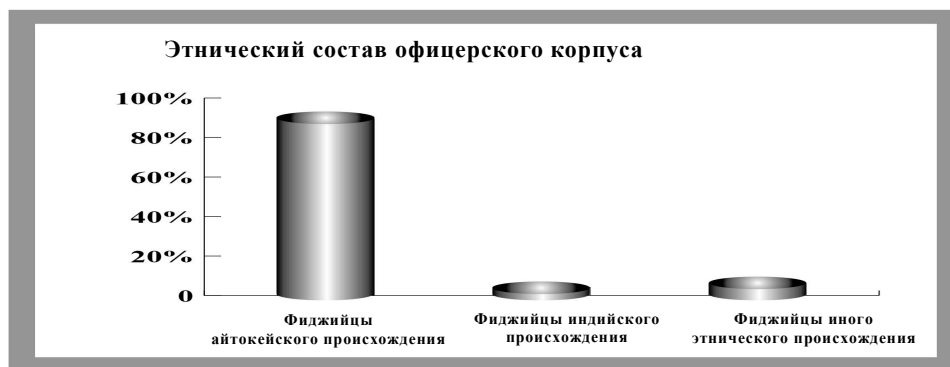 Этнический состав офицерского корпуса
100%
80%
60%
40%
20%
0
Фиджийцы
айтокейского происхождения
Фиджийцы индийского
происхождения
Фиджийцы иного
этнического происхождения